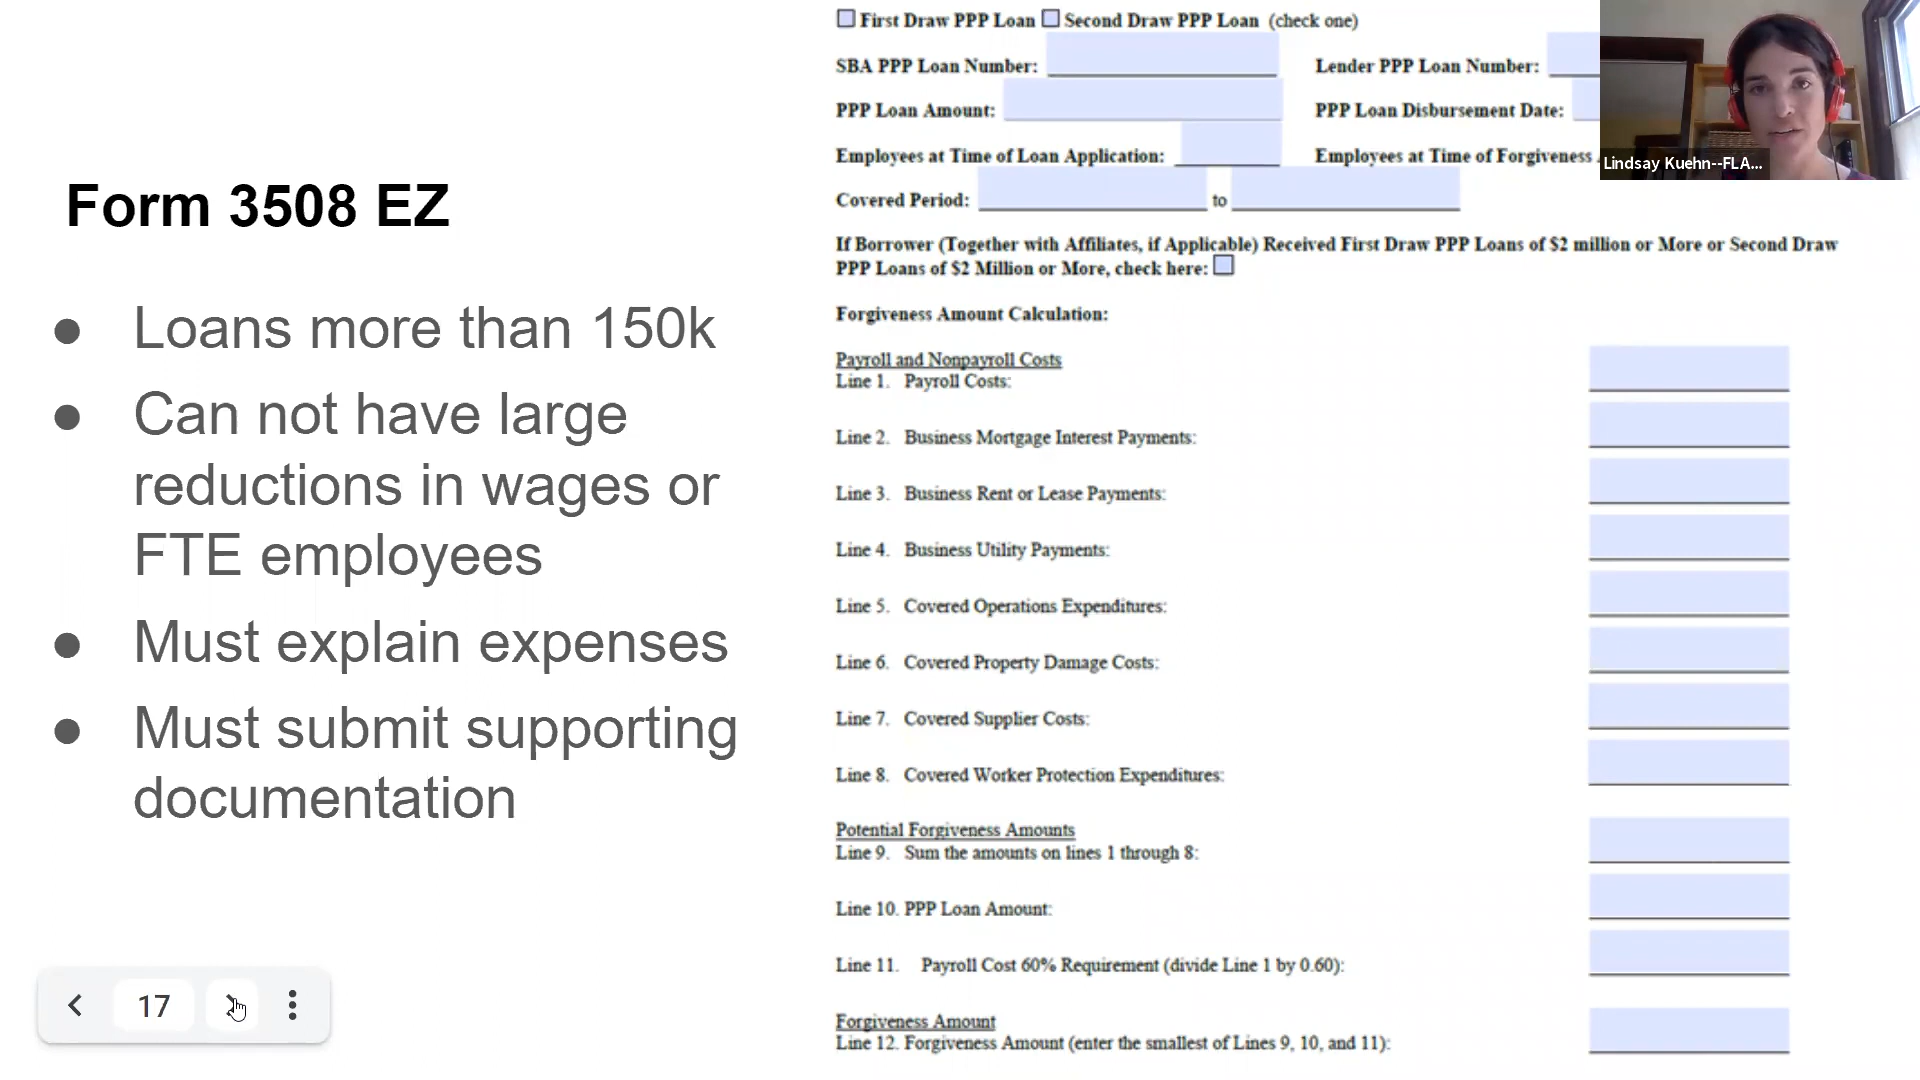 Form 3508 EZ
● Loans more than 150k
● Can not have large
reductions in wages or
FTE employees
● Must explain expenses
● Must submit supporting
documentation
17
First Draw PPP Loan Second Draw PPP Loan (check one)
SBA PPP Loan Number: Lender PPP Loan Number:
PPP Loan Amount: PPP Loan Disbursement Date:
Employees at Time of Loan Application: Employees at Time of Forgiveness
Covered Period: to
If Borrower (Together with Affiliates, if Applicable) Received First Draw PPP Loans of $2 million or More or Second Draw
PPP Loans of $2 Million or More, check here:
Forgiveness Amount Calculation:
Payroll and Nonpayroll Costs
Line 1. Payroll Costs:
Line 2. Business Mortgage Interest Payments:
Line 3. Business Rent or Lease Payments:
Line 4. Business Utility Payments:
Line 5. Covered Operations Expenditures:
Line 6. Covered Property Damage Costs:
Line 7. Covered Supplier Costs:
Line 8. Covered Worker Protection Expenditures:
Potential Forgiveness Amounts
Line 9. Sum the amounts on lines 1 through 8:
Line 10. PPP Loan Amount:
Line 11. Payroll Cost 60% Requirement (divide Line 1 by 0.60):
Forgiveness Amount
Line 12. Forgiveness Amount (enter the smallest of Lines 9, 10, and 11):
Lindsay Kuehn--FLA...